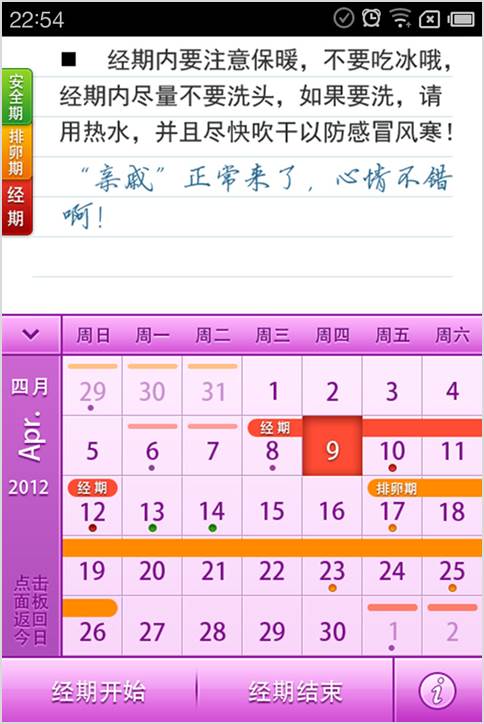 22:54
■ 经期内要注意保暖，不要吃冰哦，
经期内尽量不要洗头，如果要洗，请
用热水，并且尽快吹干以防感冒风寒！
“亲戚”正常来了，心情不错
啊！
安全期
排卵期
经期
周日 周一 周二 周三 周四 周五 周六
四月
Apr.
2012
29 30 31 1 2 3 4
经期
5 6 7 8 9 10 11
经期 排卵期
12 13 14 15 16 17 18
19 20 21 22 23 24 25
26 27 28 29 30 1 2
点击
面板
返回
今日
经期开始 经期结束 i